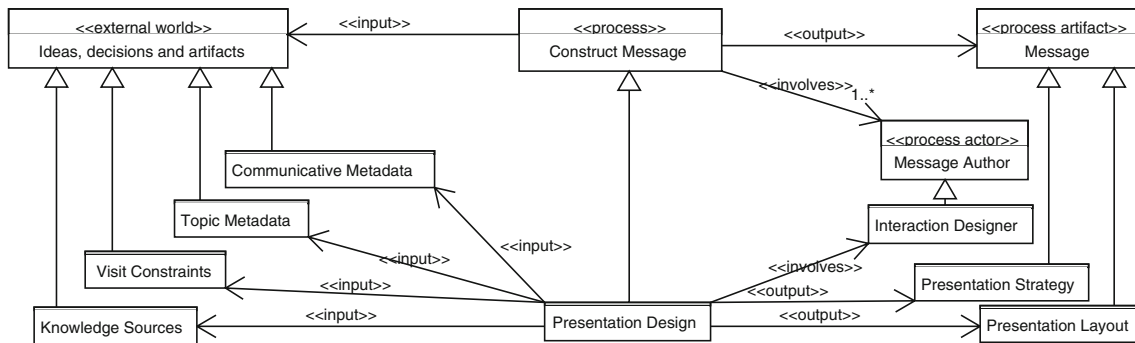 <<external world>>
Ideas, decisions and artifacts
<<input>>
<<process>>
Construct Message
<<output>>
<<process artifact>>
Message
<<involves>>
1..*
<<process actor>>
Message Author
Communicative Metadata
Topic Metadata
Interaction Designer
<<input>>
<<input>>
<<involves>>
Visit Constraints
<<input>>
<<output>>
Presentation Strategy
Knowledge Sources
<<input>>
Presentation Design
<<output>>
Presentation Layout